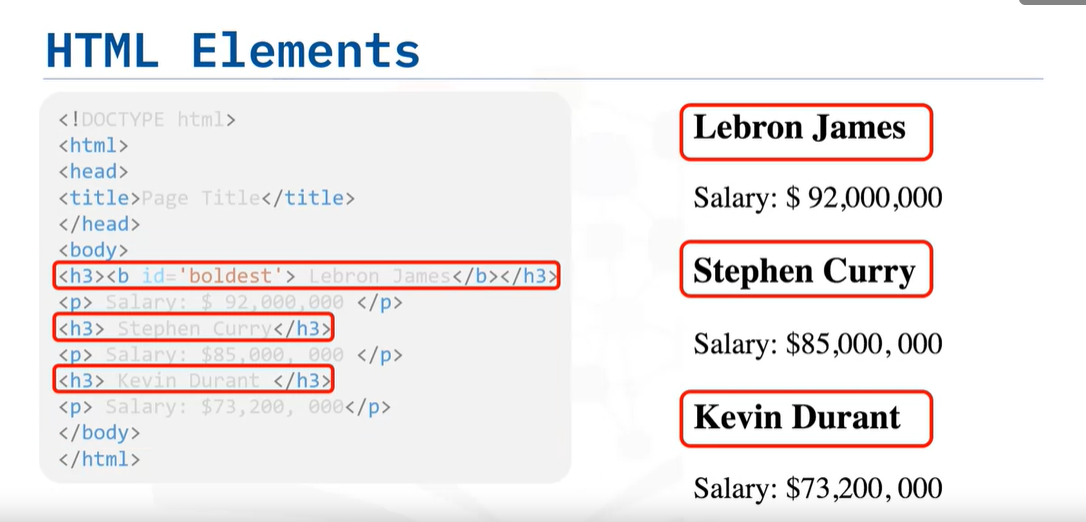 HTML Elements
<!DOCTYPE html>
<html>
<head>
<title>Page Title</title>
</head>
<body>
<h3><b id='boldest'> Lebron James</b></h3>
<p> Salary: $ 92,000,000 </p>
<h3> Stephen Curry</h3>
<p> Salary: $85,000, 000 </p>
<h3> Kevin Durant </h3>
<p> Salary: $73,200, 000</p>
</body>
</html>
Lebron James
Salary: $ 92,000,000
Stephen Curry
Salary: $85,000, 000
Kevin Durant
Salary: $73,200, 000